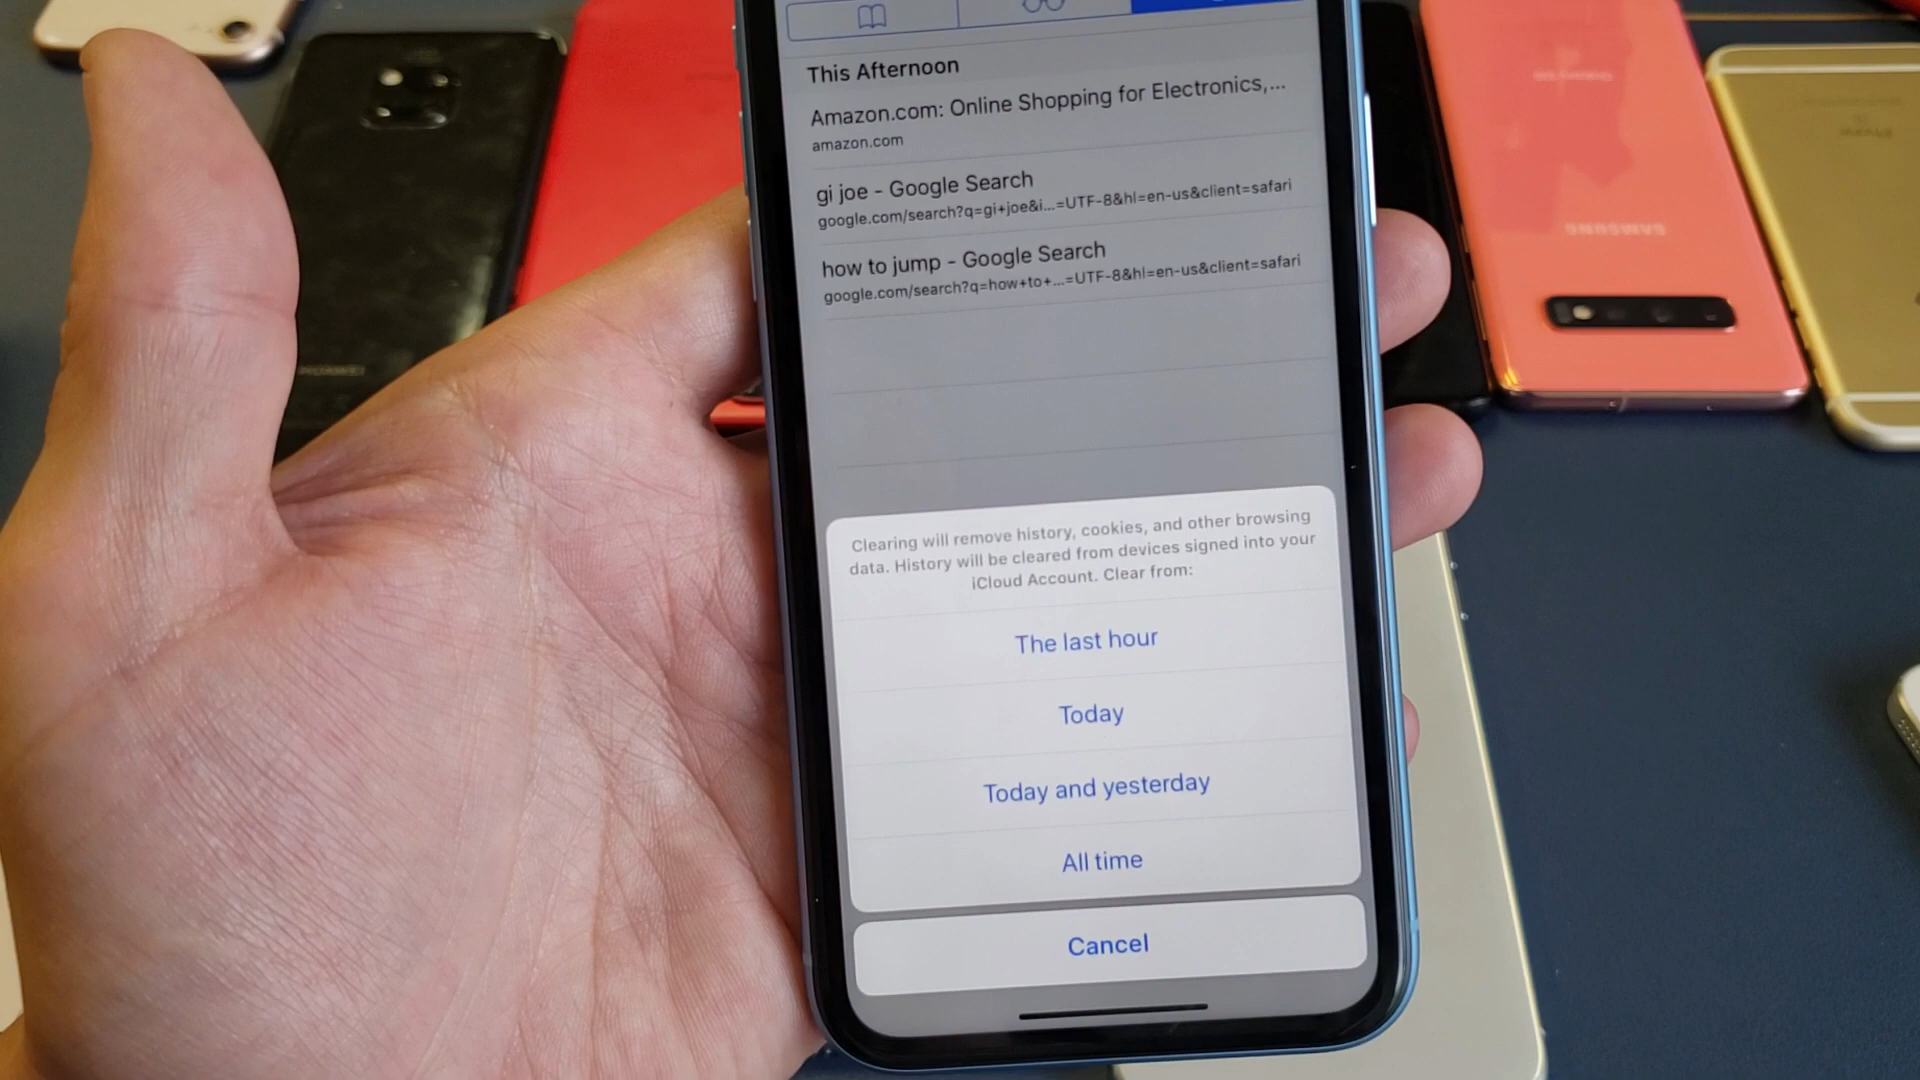 This Afternoon
Amazon.com: Online Shopping for Electronics,...
amazon.com
gi joe - Google Search
google.com/search?q=gi+joe&i...=UTF-8&hl=en-us&client=safari
how to jump - Google Search
google.com/search?q=how+to+...=UTF-8&hl=en-us&client=safari
Clearing will remove history, cookies, and other browsing
data. History will be cleared from devices signed into your
iCloud Account. Clear from:
The last hour
Today
Today and yesterday
All time
Cancel
HUAWEI
SAMSUNG